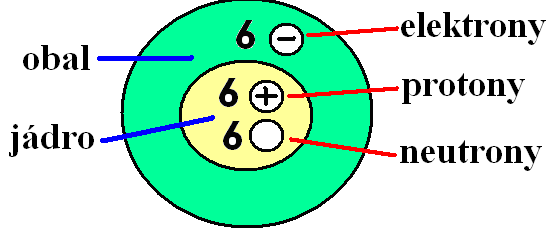 6 − elektrony
obal
6 + protony
jádro
6 neutrony